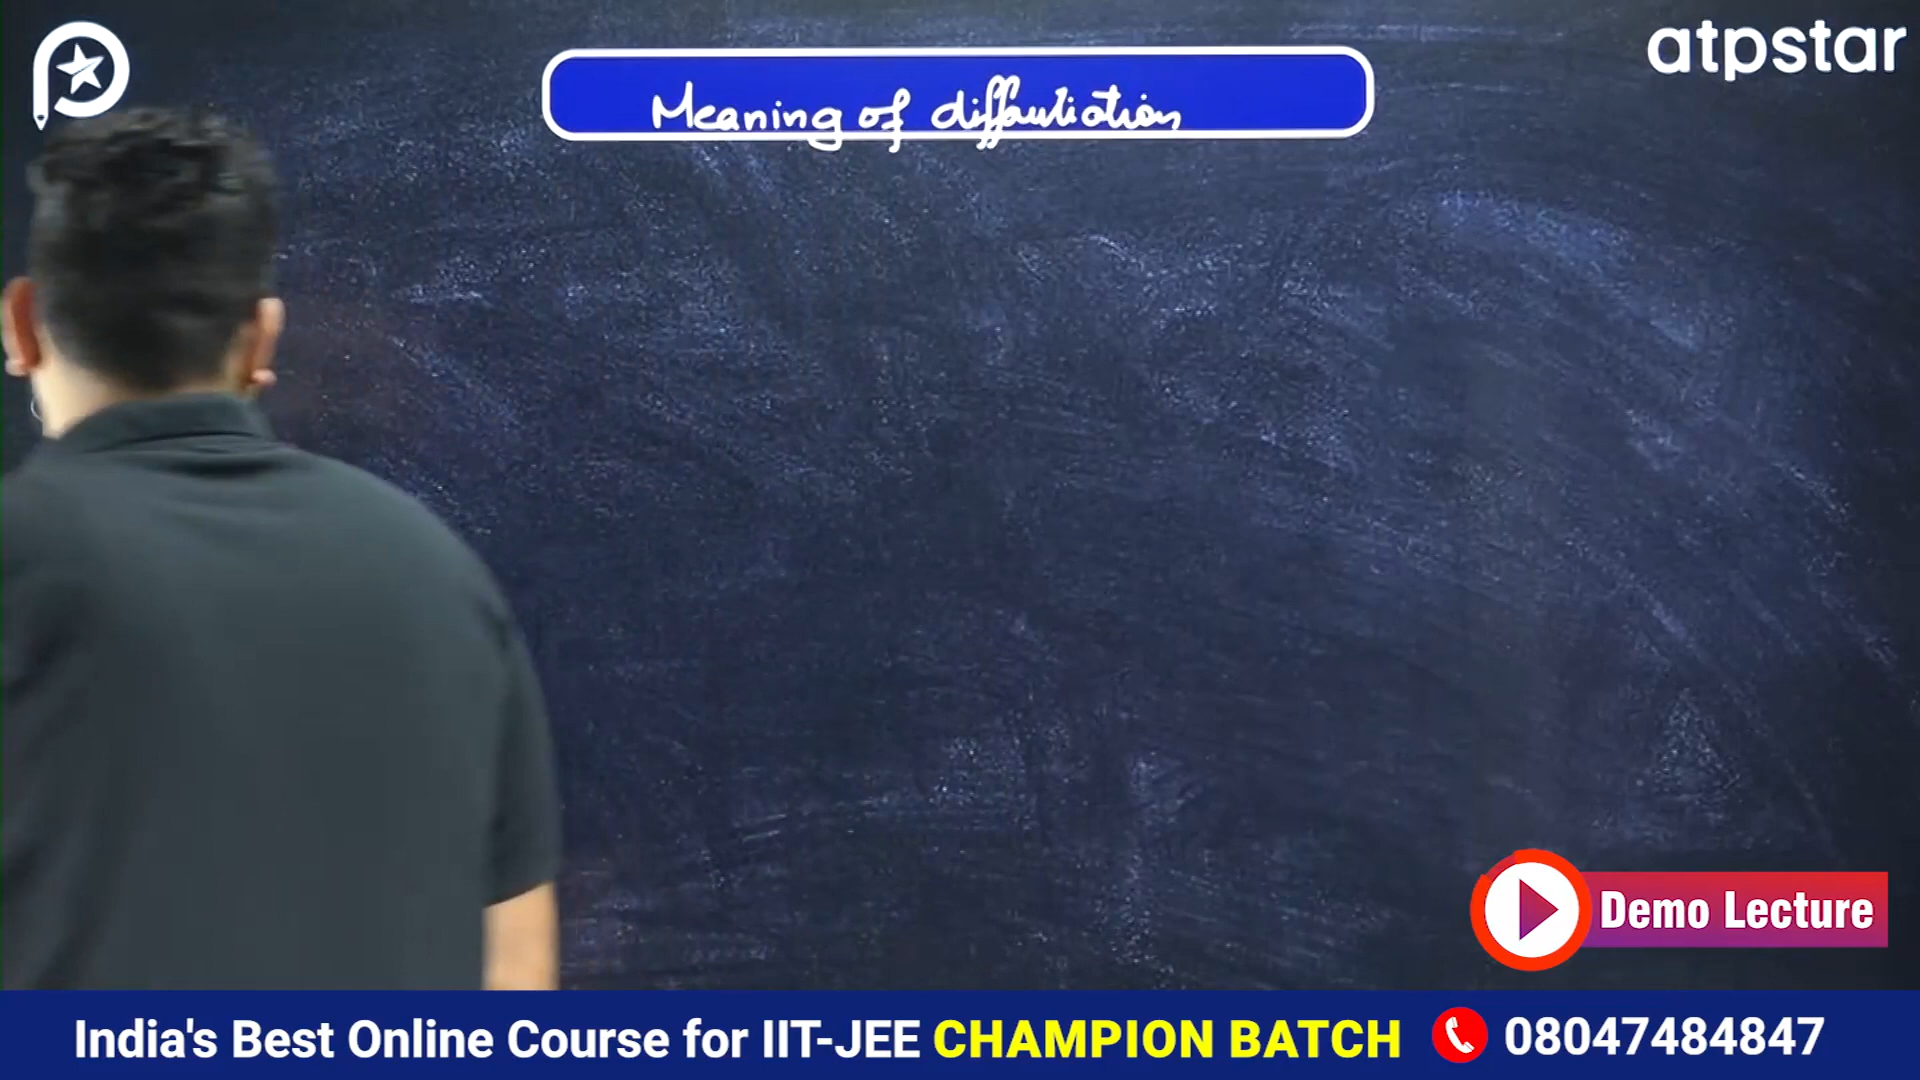 atpstar
Meaning of differentiation
Demo Lecture
India's Best Online Course for IIT-JEE CHAMPION BATCH 08047484847